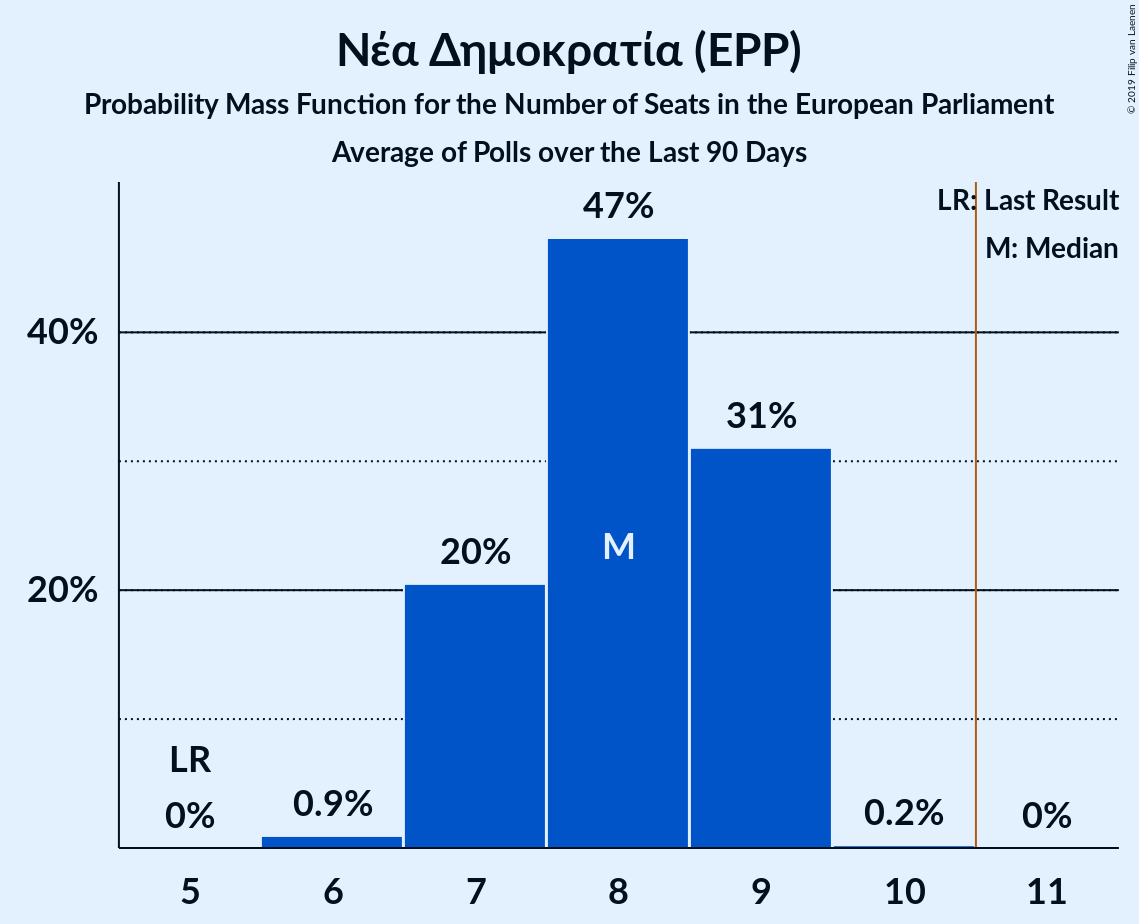 Νέα Δημοκρατία (EPP)
Probability Mass Function for the Number of Seats in the European Parliament
Average of Polls over the Last 90 Days
© 2019 Filip van Laenen
LR: Last Result
M: Median
47%
40%
31%
M
20%
20%
LR
0%
0.9%
0.2%
0%
5 6 7 8 9 10 11